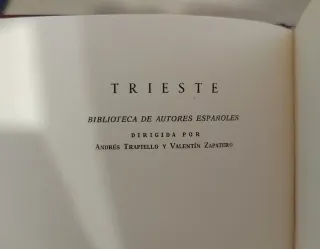 TRIESTE
BIBLIOTECA DE AUTORES ESPAÑOLES
DIRIGIDA POR
ANDRÉS TRAPIELLO Y VALENTÍN ZAPATERO